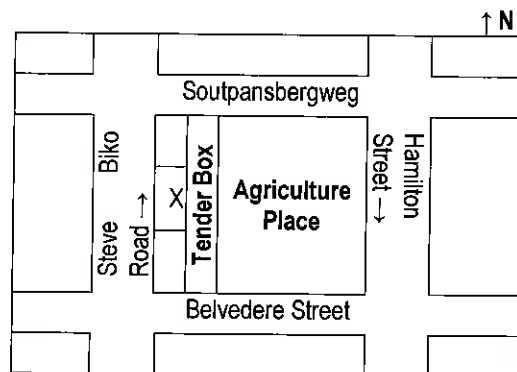 ↑ N
Soutpansbergweg
Steve Biko
Road →
X
Tender Box
Agriculture
Place
Hamilton
Street →
Belvedere Street